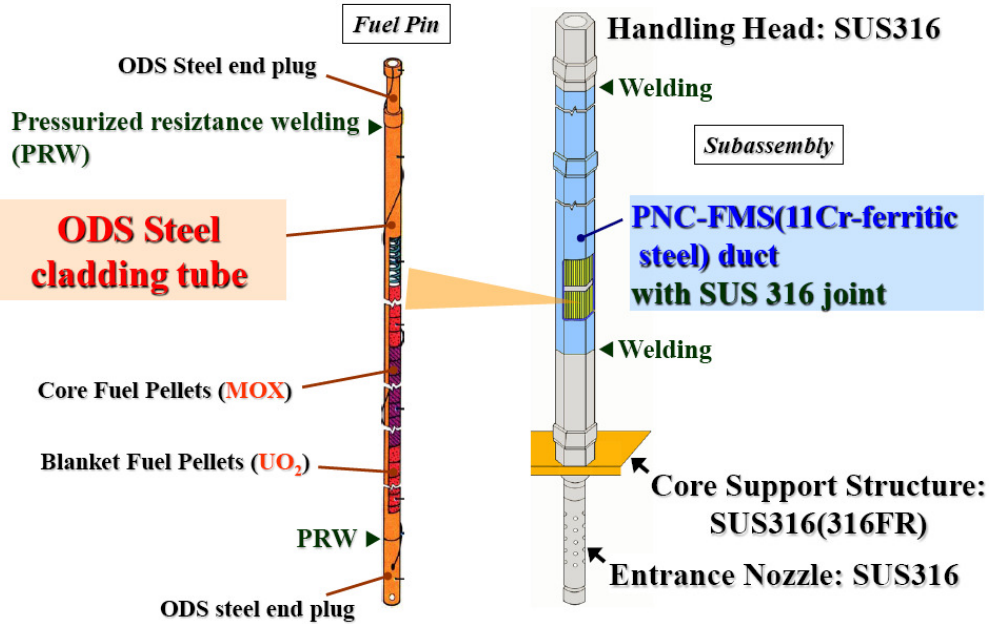 Fuel Pin
ODS Steel end plug
Pressurized resiztance welding
(PRW)
ODS Steel
cladding tube
Core Fuel Pellets (MOX)
Blanket Fuel Pellets (UO₂)
PRW
ODS steel end plug
Handling Head: SUS316
Welding
Subassembly
PNC-FMS(11Cr-ferritic
steel) duct
with SUS 316 joint
Welding
Core Support Structure:
SUS316(316FR)
Entrance Nozzle: SUS316